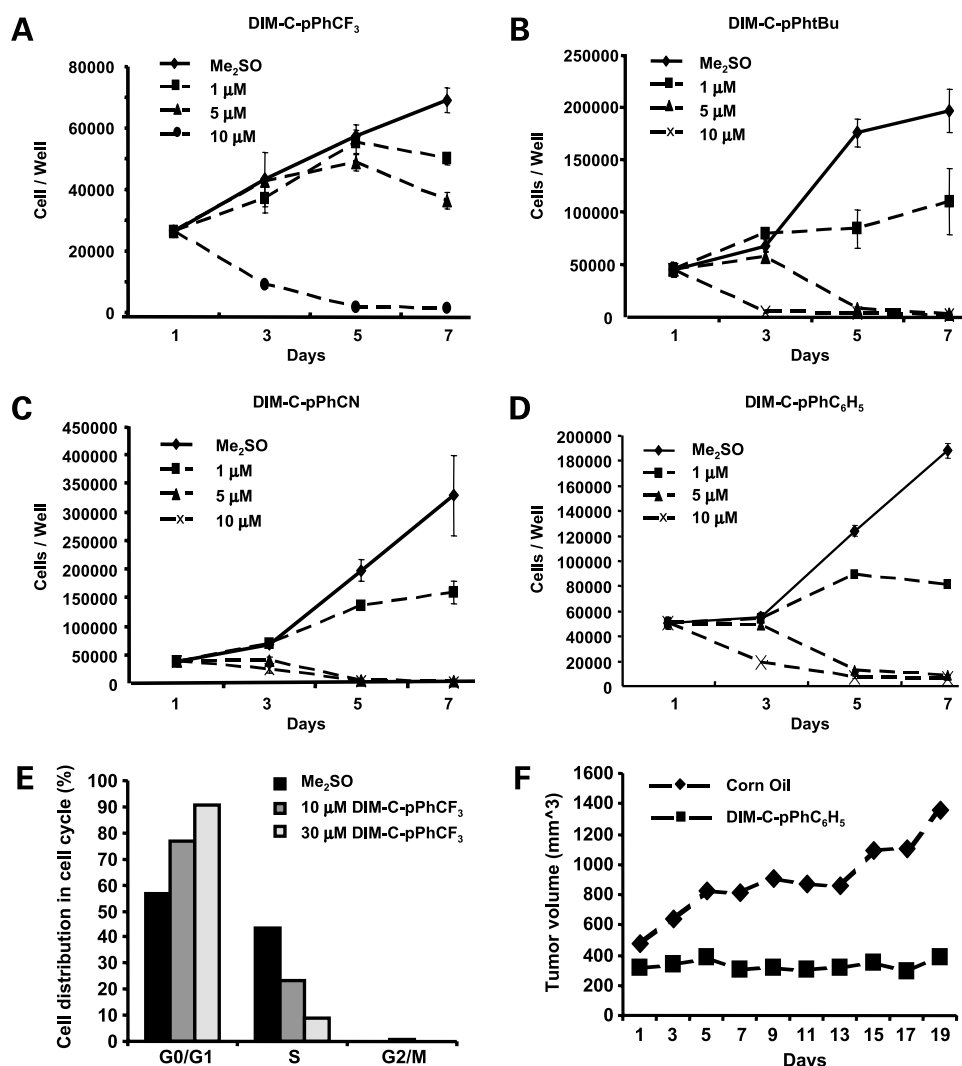 A
DIM-C-pPhCF₃
Me₂SO
1 μM
5 μM
10 μM
Cell / Well
80000
60000
40000
20000
0
1 3 5 7
Days
B
DIM-C-pPhtBu
Me₂SO
1 μM
5 μM
10 μM
Cells / Well
250000
200000
150000
100000
50000
0
1 3 5 7
Days
C
DIM-C-pPhCN
Me₂SO
1 μM
5 μM
10 μM
Cells / Well
450000
400000
350000
300000
250000
200000
150000
100000
50000
0
1 3 5 7
Days
D
DIM-C-pPhC₆H₅
Me₂SO
1 μM
5 μM
10 μM
Cells / Well
200000
180000
160000
140000
120000
100000
80000
60000
40000
20000
0
1 3 5 7
Days
E
Me₂SO
10 μM DIM-C-pPhCF₃
30 μM DIM-C-pPhCF₃
Cell distribution in cell cycle (%)
100
90
80
70
60
50
40
30
20
10
0
G0/G1 S G2/M
F
Corn Oil
DIM-C-pPhC₆H₅
Tumor volume (mm^3)
1600
1400
1200
1000
800
600
400
200
0
1 3 5 7 9 11 13 15 17 19
Days